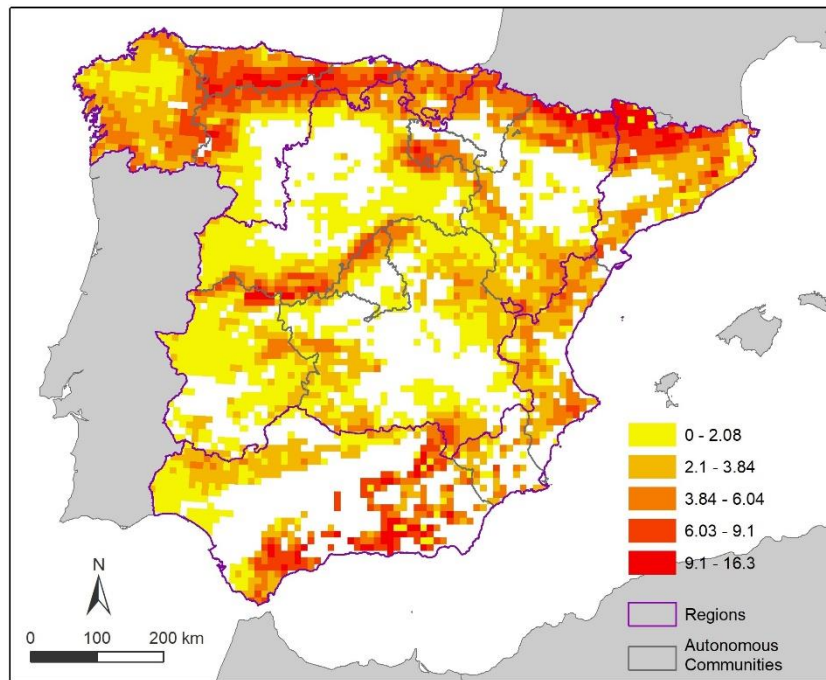 0 - 2.08
2.1 - 3.84
3.84 - 6.04
6.03 - 9.1
9.1 - 16.3
Regions
Autonomous
Communities
N
0 100 200 km